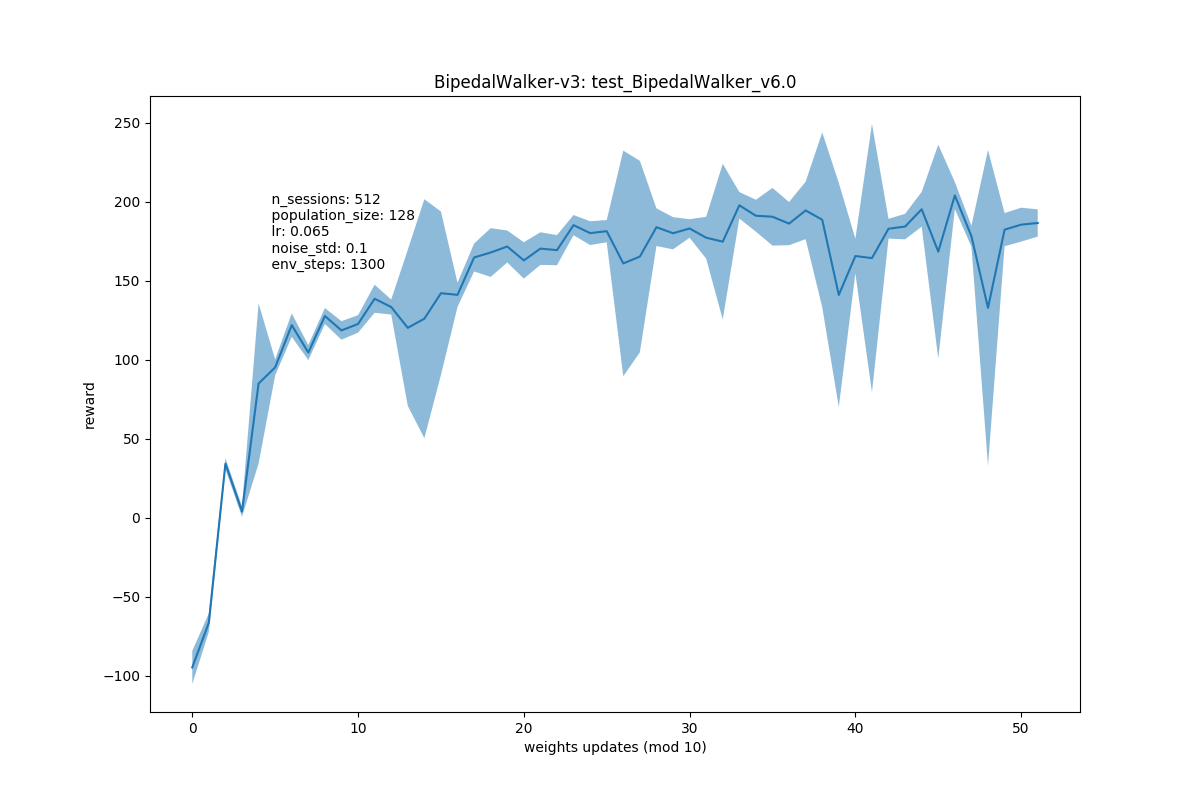 BipedalWalker-v3: test_BipedalWalker_v6.0
250
200
150
100
50
0
−50
−100
reward
n_sessions: 512
population_size: 128
lr: 0.065
noise_std: 0.1
env_steps: 1300
0 10 20 30 40 50
weights updates (mod 10)